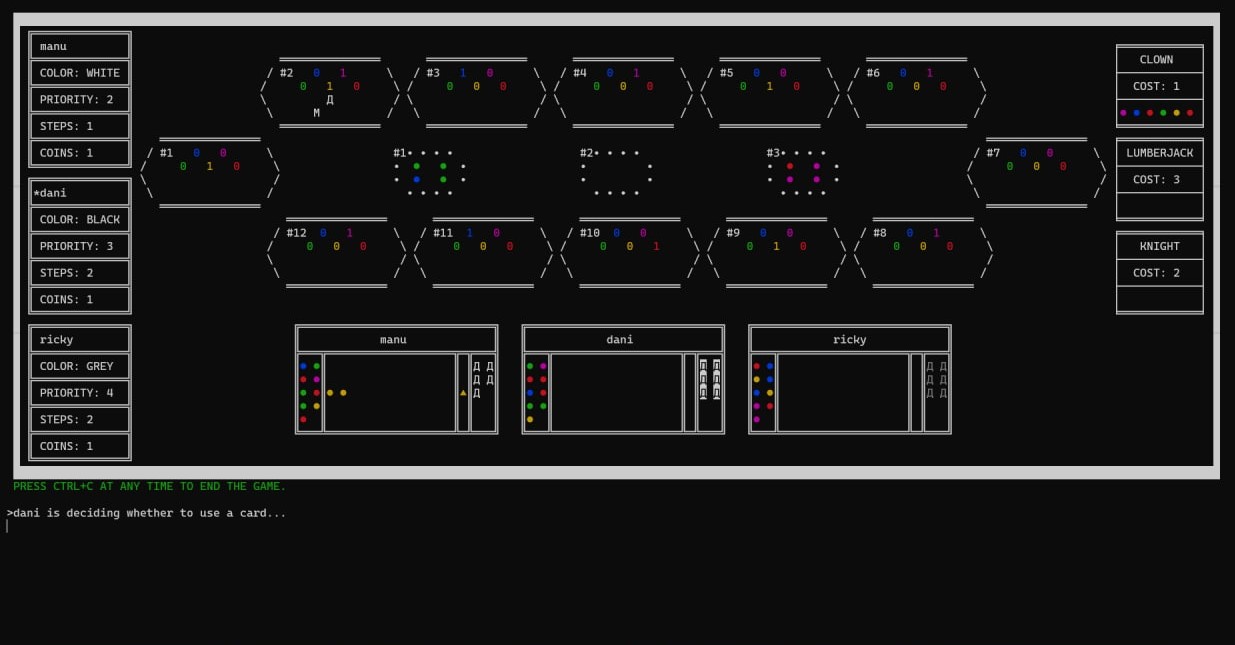 manu
COLOR: WHITE
PRIORITY: 2
STEPS: 1
COINS: 1
*dani
COLOR: BLACK
PRIORITY: 3
STEPS: 2
COINS: 1
ricky
COLOR: GREY
PRIORITY: 4
STEPS: 2
COINS: 1
#2 0 1
0 1 0
Д
M
#3 1 0
0 0 0
#4 0 1
0 0 0
#5 0 0
0 1 0
#6 0 1
0 0 0
#1 0 0
0 1 0
#1
#2
#3
#7 0 0
0 0 0
#12 0 1
0 0 0
#11 1 0
0 0 0
#10 0 0
0 0 1
#9 0 0
0 1 0
#8 0 1
0 0 0
CLOWN
COST: 1
LUMBERJACK
COST: 3
KNIGHT
COST: 2
manu
Д Д
Д Д
Д
dani
Д Д
Д Д
Д Д
ricky
Д Д
Д Д
Д Д
PRESS CTRL+C AT ANY TIME TO END THE GAME.
>dani is deciding whether to use a card...